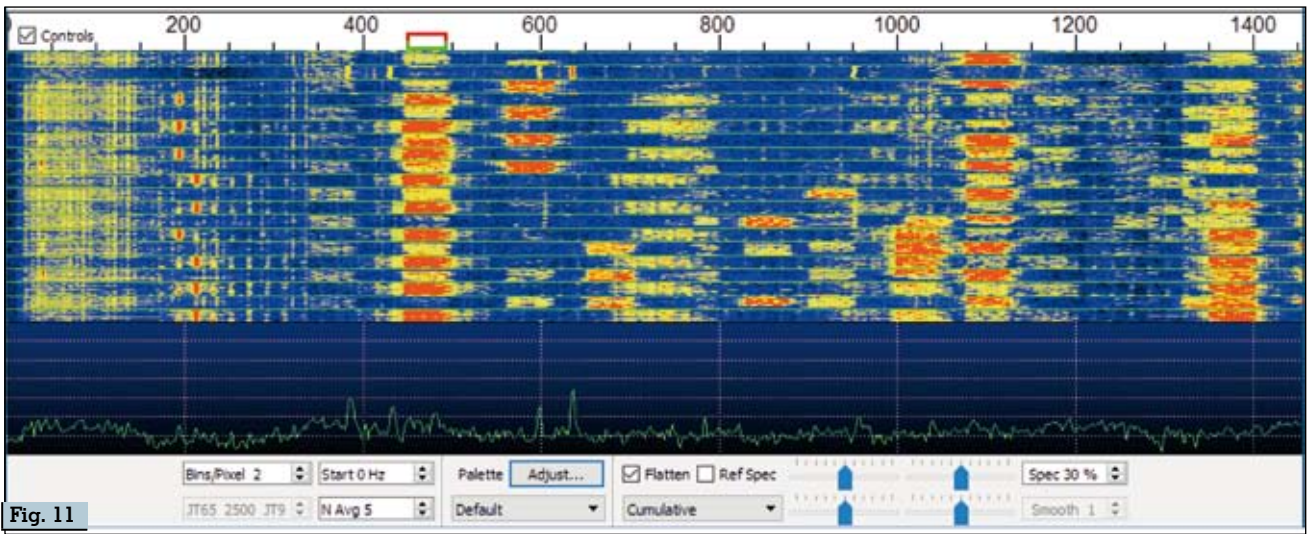 200 400 600 800 1000 1200 1400
Controls
Bins/Pixel 2 Start 0 Hz Palette Adjust... Flatten Ref Spec Spec 30 %
JT65 2500 JT9 N Avg 5 Default Cumulative Smooth 1
Fig. 11